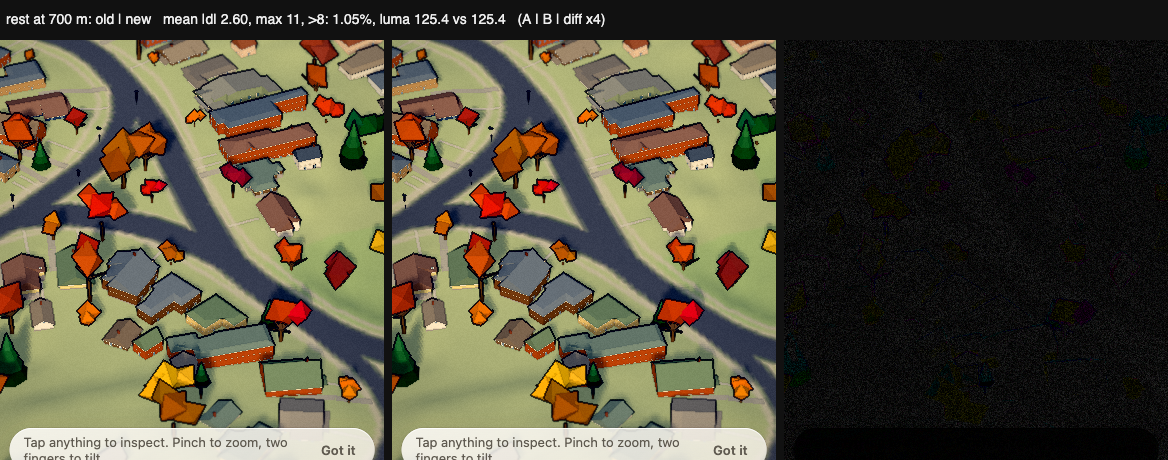 rest at 700 m: old | new   mean |d| 2.60, max 11, >8: 1.05%, luma 125.4 vs 125.4   (A | B | diff x4)
Tap anything to inspect. Pinch to zoom, two
fingers to tilt
Got it
Tap anything to inspect. Pinch to zoom, two
fingers to tilt
Got it